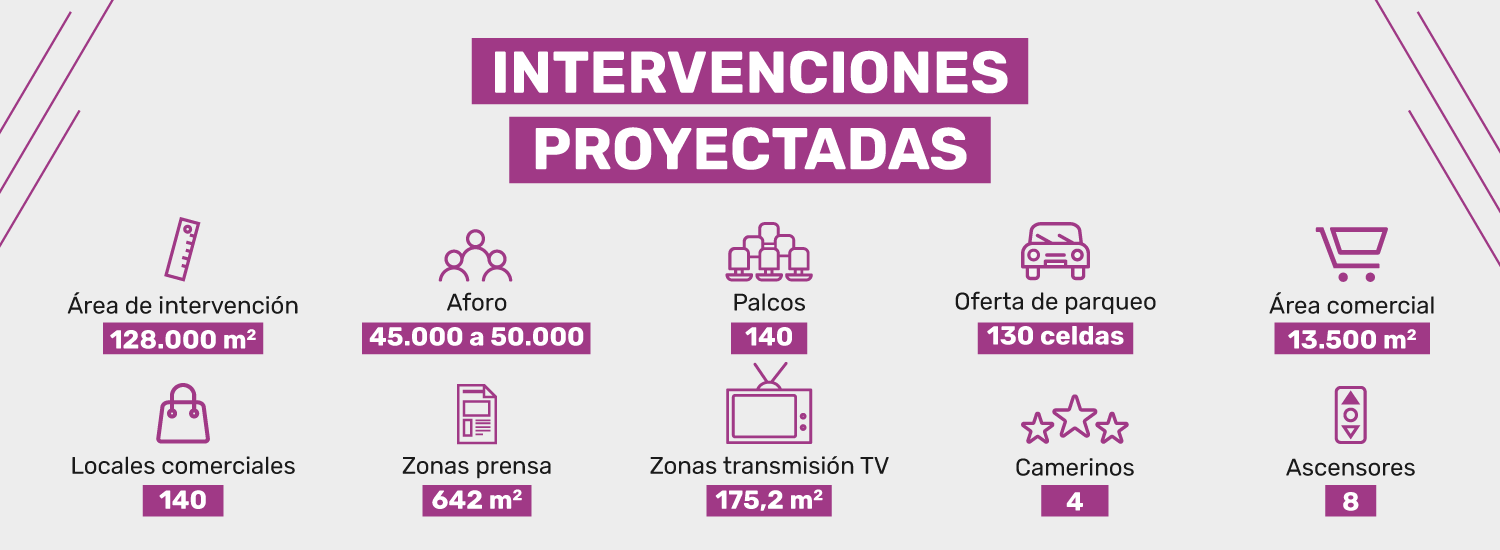 INTERVENCIONES
PROYECTADAS
Área de intervención
128.000 m²
Aforo
45.000 a 50.000
Palcos
140
Oferta de parqueo
130 celdas
Área comercial
13.500 m²
Locales comerciales
140
Zonas prensa
642 m²
Zonas transmisión TV
175,2 m²
Camerinos
4
Ascensores
8